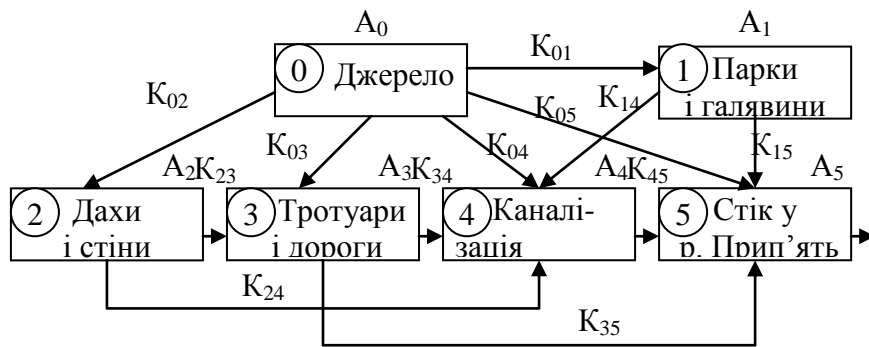 A₀
A₁
0 Джерело
K₀₁
1 Парки
і галявини
K₀₂
K₀₃
K₀₄
K₀₅
K₁₄
K₁₅
A₂K₂₃
A₃K₃₄
A₄K₄₅
A₅
2 Дахи
і стіни
3 Тротуари
і дороги
4 Каналі-
зація
5 Стік у
р. Прип’ять
K₂₄
K₃₅